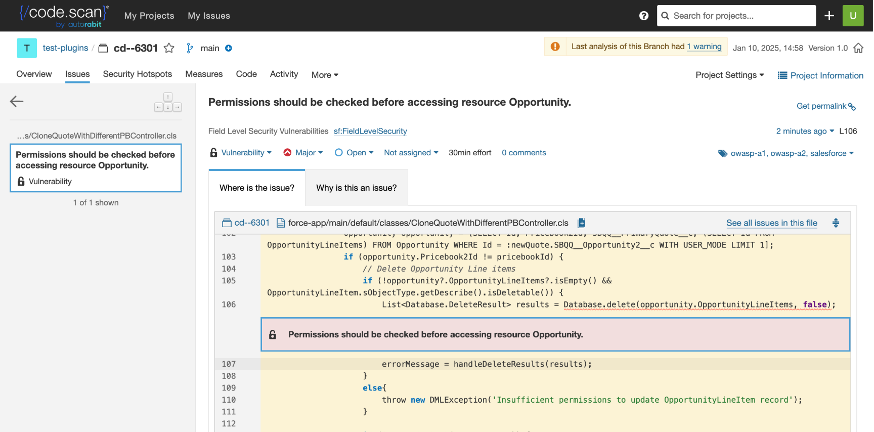 /code.scan/
by autorabit
My Projects
My Issues
?
Search for projects...
+
U
T
test-plugins / cd--6301
main
! Last analysis of this Branch had 1 warning
Jan 10, 2025, 14:58 Version 1.0
Overview
Issues
Security Hotspots
Measures
Code
Activity
More
Project Settings
Project Information
…s/CloneQuoteWithDifferentPBController.cls
Permissions should be checked before
accessing resource Opportunity.
Vulnerability
1 of 1 shown
Permissions should be checked before accessing resource Opportunity.
Get permalink
Field Level Security Vulnerabilities sf:FieldLevelSecurity
2 minutes ago L106
Vulnerability
Major
Open
Not assigned
30min effort
0 comments
owasp-a1, owasp-a2, salesforce
Where is the issue?
Why is this an issue?
cd--6301 force-app/main/default/classes/CloneQuoteWithDifferentPBController.cls
See all issues in this file
OpportunityLineItems) FROM Opportunity WHERE Id = :newQuote.SBQQ__Opportunity2__c WITH USER_MODE LIMIT 1];
103 if (opportunity.Pricebook2Id != pricebookId) {
104 // Delete Opportunity Line items
105 if (!opportunity?.OpportunityLineItems?.isEmpty() &&
OpportunityLineItem.sObjectType.getDescribe().isDeletable()) {
106 List<Database.DeleteResult> results = Database.delete(opportunity.OpportunityLineItems, false);
Permissions should be checked before accessing resource Opportunity.
107 errorMessage = handleDeleteResults(results);
108 }
109 else{
110 throw new DMLException('Insufficient permissions to update OpportunityLineItem record');
111 }
112